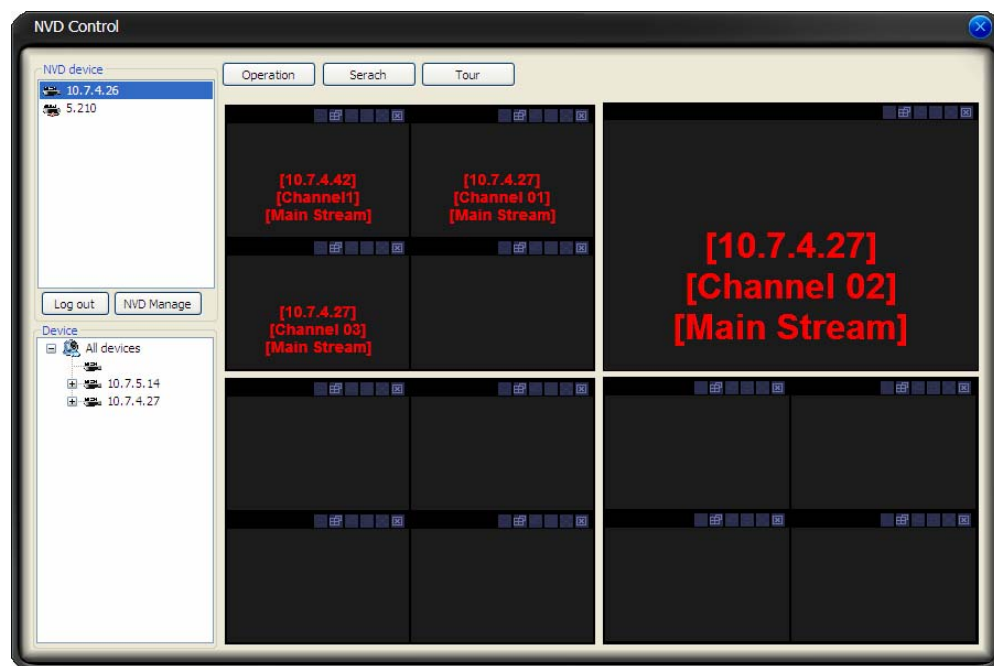 NVD Control
NVD device
10.7.4.26
5.210
Log out
NVD Manage
Device
All devices
10.7.5.14
10.7.4.27
Operation
Serach
Tour
[10.7.4.42]
[Channel1]
[Main Stream]
[10.7.4.27]
[Channel 01]
[Main Stream]
[10.7.4.27]
[Channel 03]
[Main Stream]
[10.7.4.27]
[Channel 02]
[Main Stream]